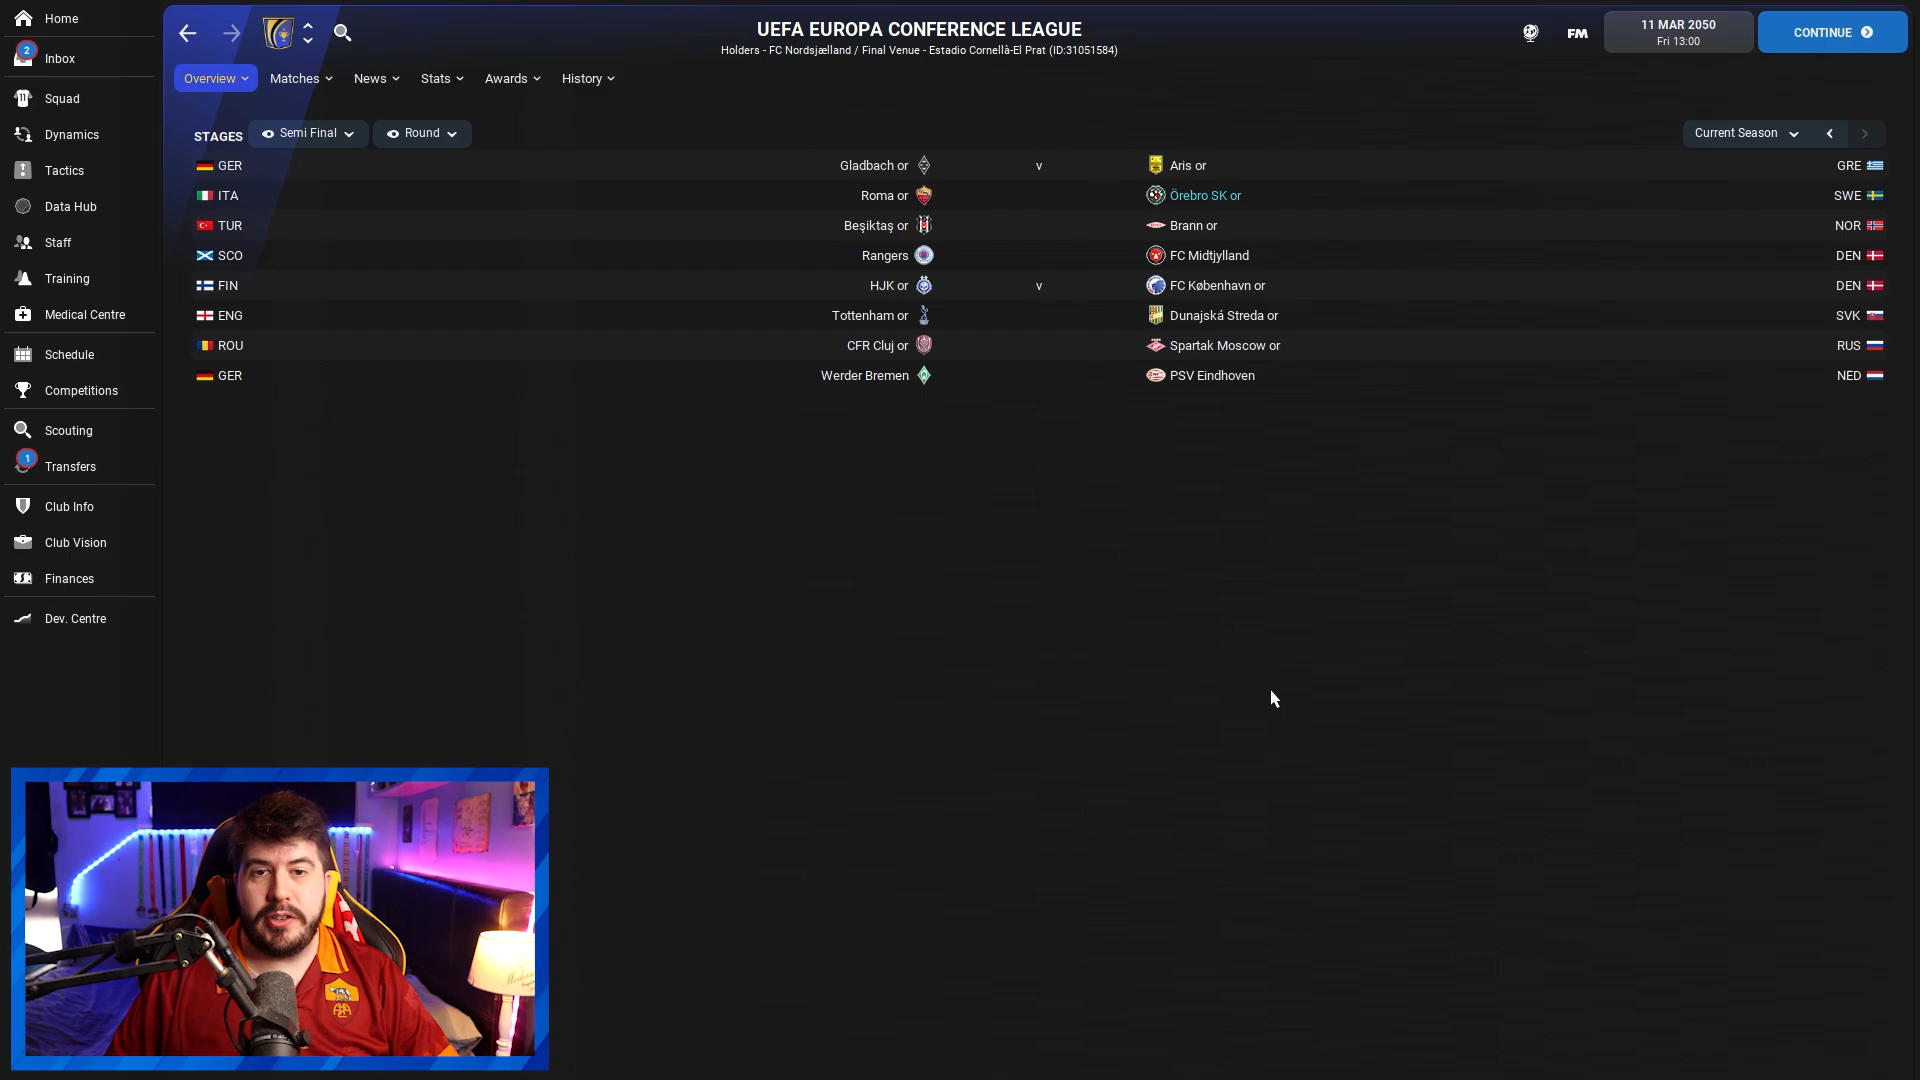 Home
2
Inbox
Squad
Dynamics
Tactics
Data Hub
Staff
Training
Medical Centre
Schedule
Competitions
Scouting
1
Transfers
Club Info
Club Vision
Finances
Dev. Centre
UEFA EUROPA CONFERENCE LEAGUE
Holders - FC Nordsjælland / Final Venue - Estadio Cornellà-El Prat (ID:31051584)
FM
11 MAR 2050
Fri 13:00
CONTINUE
Overview Matches News Stats Awards History
STAGES Semi Final Round Current Season
GER Gladbach or v Aris or GRE
ITA Roma or Örebro SK or SWE
TUR Beşiktaş or Brann or NOR
SCO Rangers FC Midtjylland DEN
FIN HJK or v FC København or DEN
ENG Tottenham or Dunajská Streda or SVK
ROU CFR Cluj or Spartak Moscow or RUS
GER Werder Bremen PSV Eindhoven NED